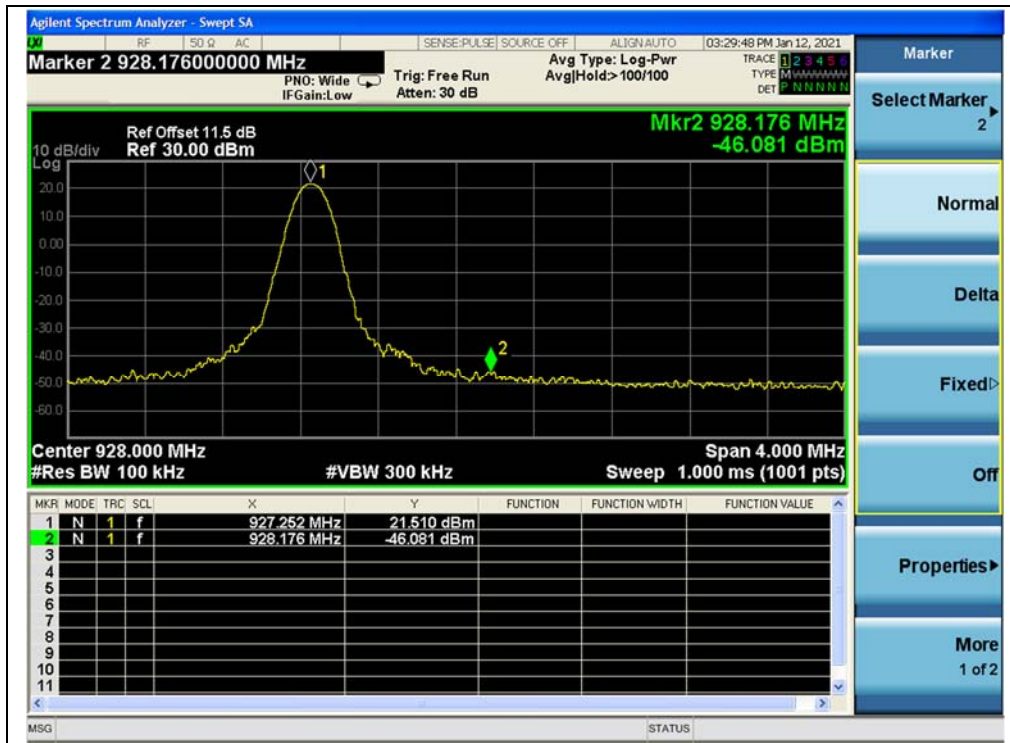 Agilent Spectrum Analyzer - Swept SA
LXI RF 50 Ω AC SENSE:PULSE SOURCE OFF ALIGNAUTO 03:29:48 PM Jan 12, 2021
Marker 2 928.176000000 MHz
PNO: Wide
IFGain:Low
Trig: Free Run
Atten: 30 dB
Avg Type: Log-Pwr
Avg|Hold:>100/100
TRACE 1 2 3 4 5 6
TYPE M
DET P N N N N N
Mkr2 928.176 MHz
-46.081 dBm
Ref Offset 11.5 dB
10 dB/div Ref 30.00 dBm
Log
20.0
10.0
0.00
-10.0
-20.0
-30.0
-40.0
-50.0
-60.0
1
2
Center 928.000 MHz Span 4.000 MHz
#Res BW 100 kHz #VBW 300 kHz Sweep 1.000 ms (1001 pts)
MKR MODE TRC SCL X Y FUNCTION FUNCTION WIDTH FUNCTION VALUE
1 N 1 f 927.252 MHz 21.510 dBm
2 N 1 f 928.176 MHz -46.081 dBm
3
4
5
6
7
8
9
10
11
MSG STATUS
Marker
Select Marker
2
Normal
Delta
Fixed
Off
Properties
More
1 of 2